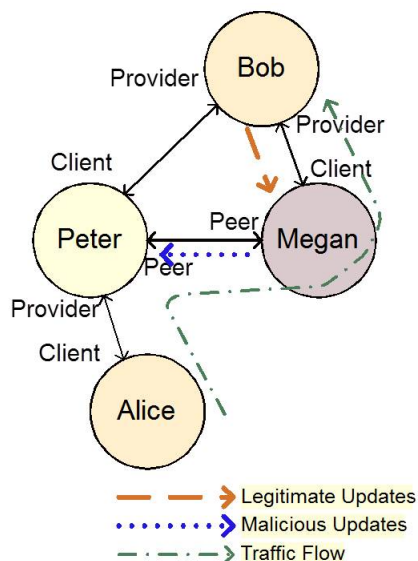 Bob
Provider
Provider
Client
Client
Peer
Peter
Megan
Peer
Provider
Client
Alice
Legitimate Updates
Malicious Updates
Traffic Flow